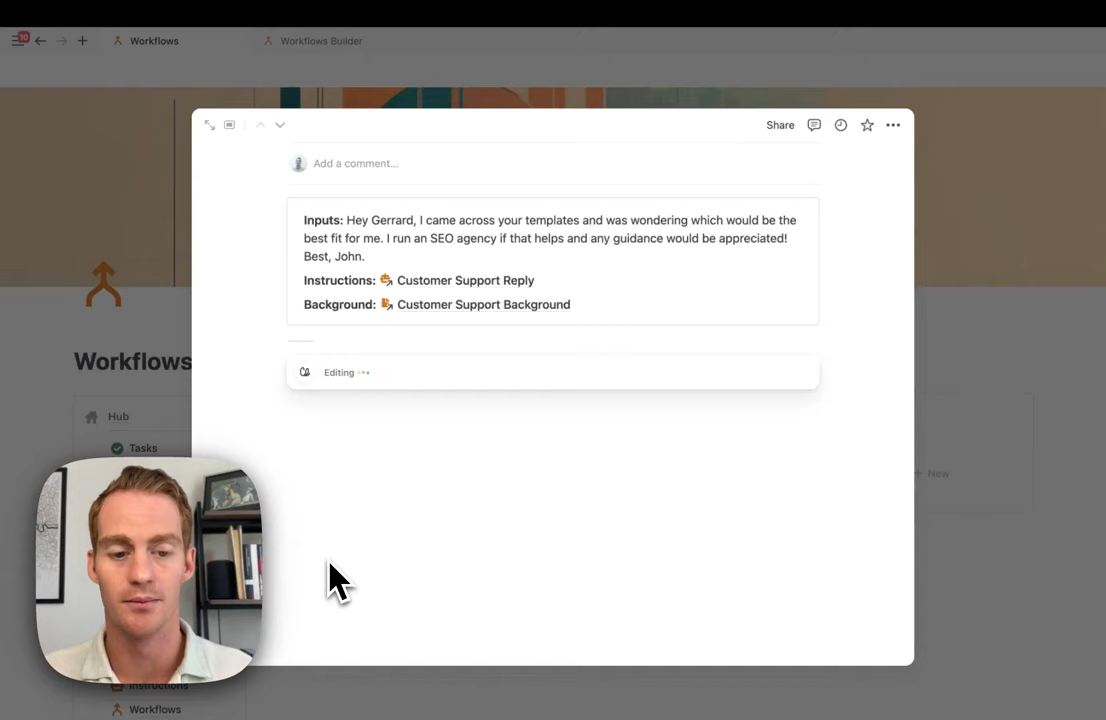 10
Workflows
Workflows Builder
Share
Add a comment...
Inputs: Hey Gerrard, I came across your templates and was wondering which would be the
best fit for me. I run an SEO agency if that helps and any guidance would be appreciated!
Best, John.
Instructions: Customer Support Reply
Background: Customer Support Background
Editing
Workflows
Hub
Tasks
New
Instructions
Workflows